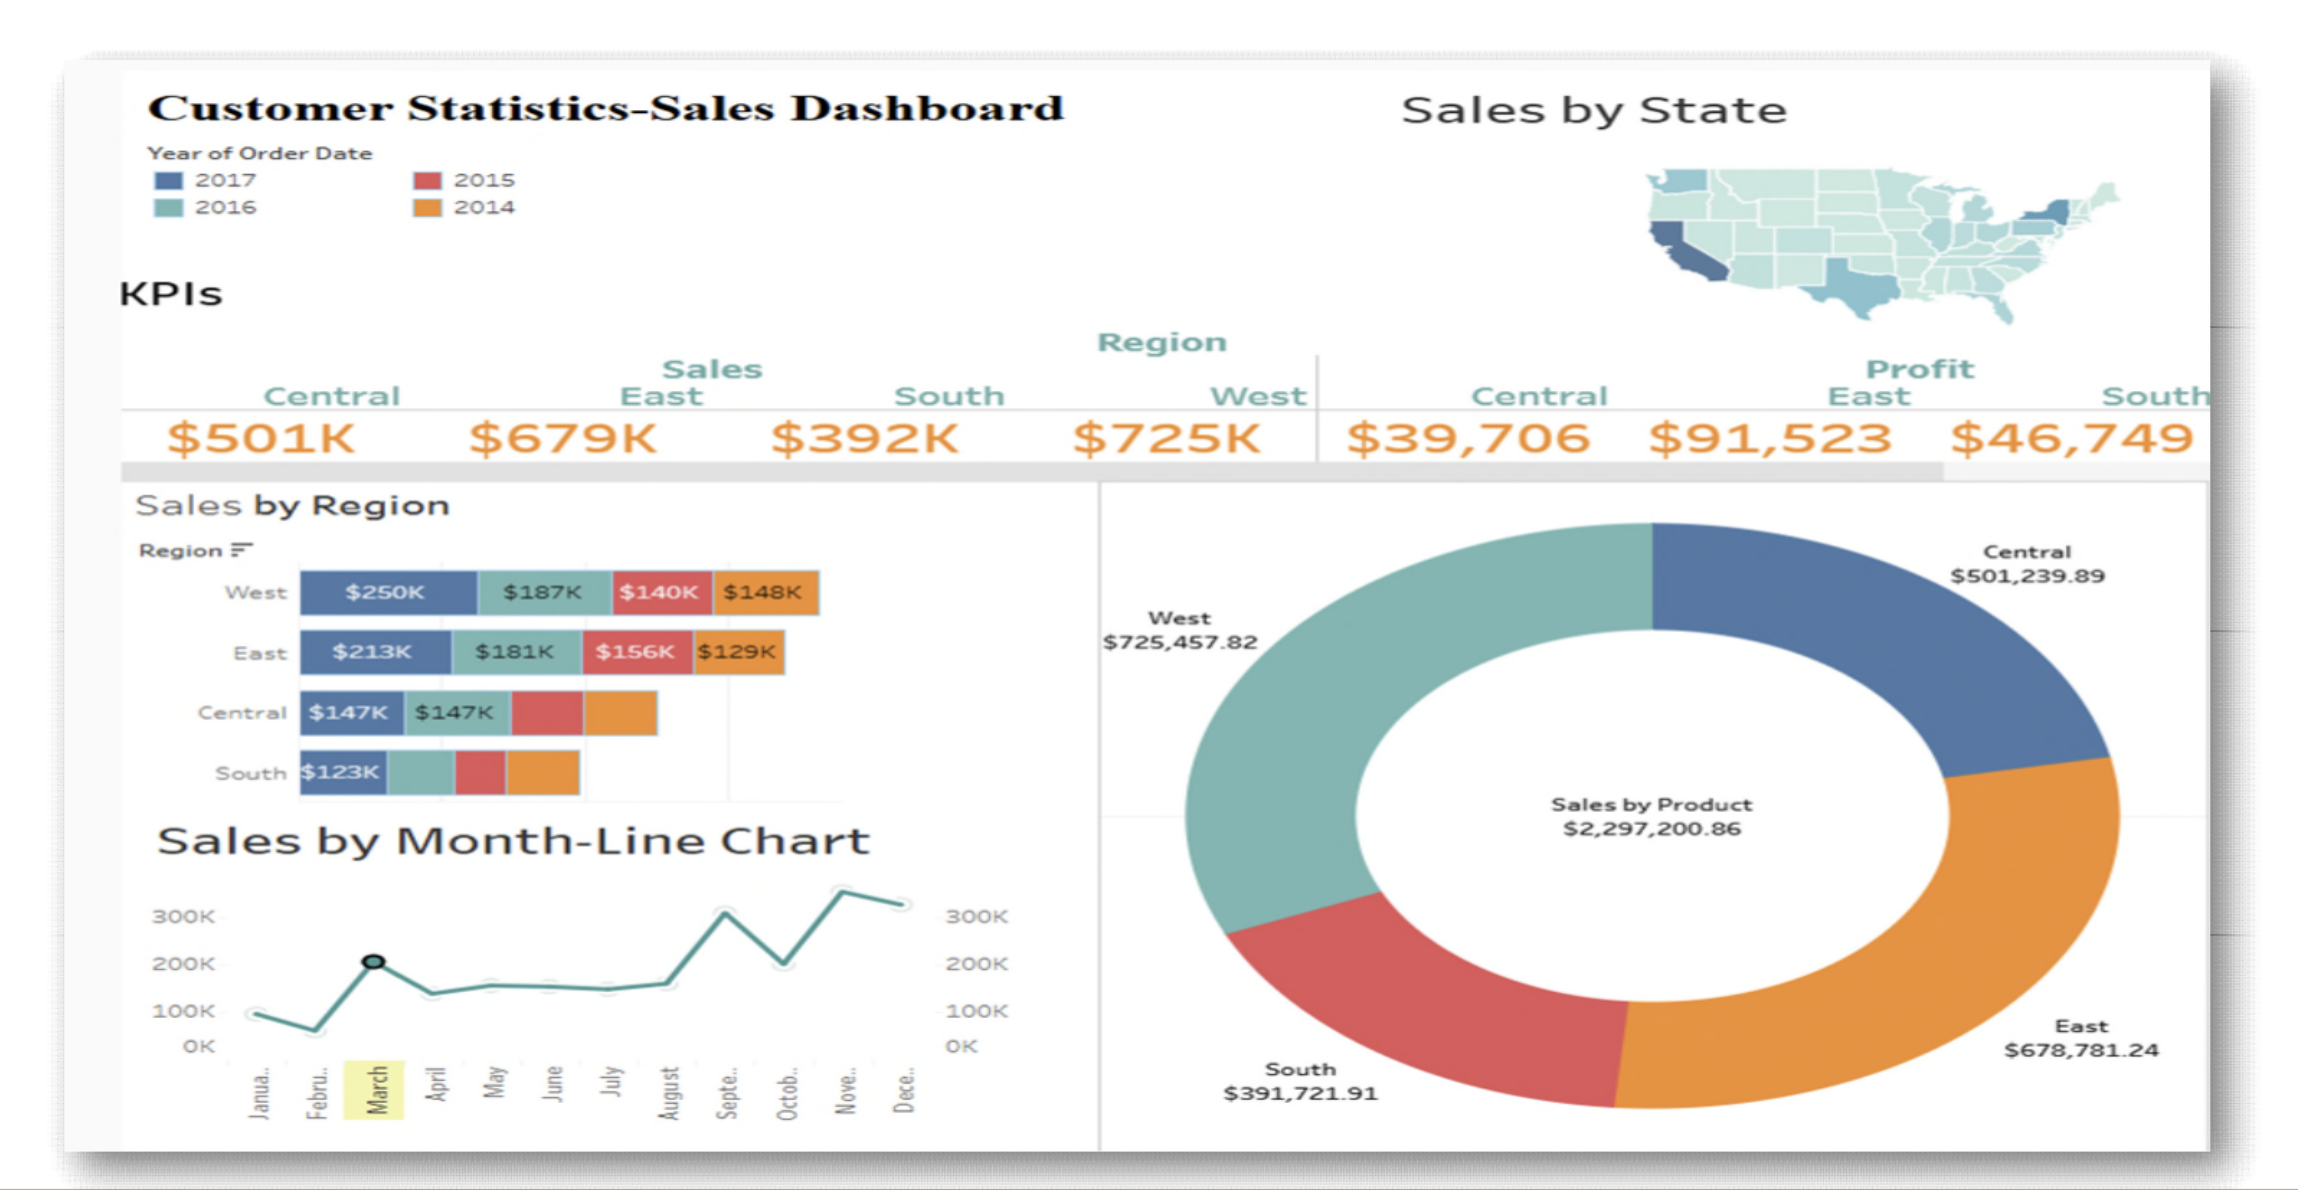 Customer Statistics-Sales Dashboard
Year of Order Date
2017
2015
2016
2014
Sales by State
KPIs
Region
Sales
Profit
Central East South West Central East South
$501K $679K $392K $725K $39,706 $91,523 $46,749
Sales by Region
Region
West $250K $187K $140K $148K
East $213K $181K $156K $129K
Central $147K $147K
South $123K
Sales by Month-Line Chart
300K 300K
200K 200K
100K 100K
0K 0K
Janua.. Febru.. March April May June July August Septe.. Octob.. Nove.. Dece..
Central
$501,239.89
West
$725,457.82
Sales by Product
$2,297,200.86
East
$678,781.24
South
$391,721.91